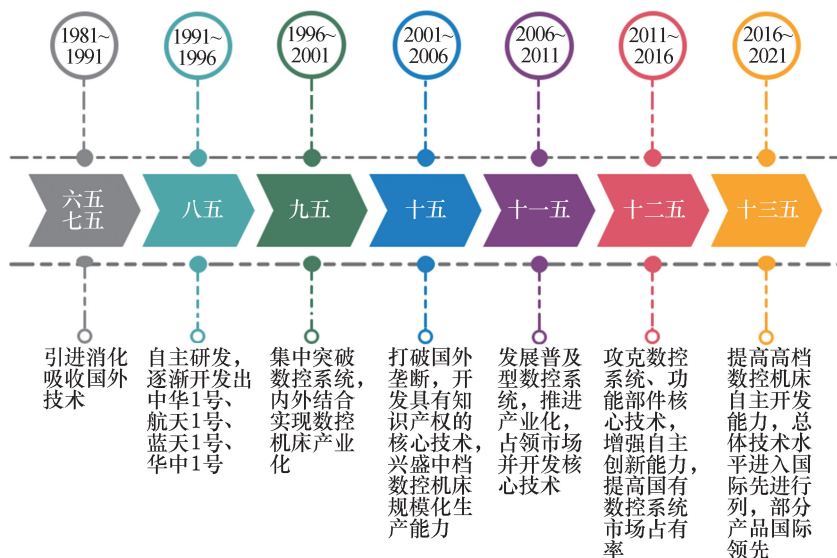 1981~
1991
1991~
1996
1996~
2001
2001~
2006
2006~
2011
2011~
2016
2016~
2021
六五
七五
八五
九五
十五
十一五
十二五
十三五
引进消化
吸收国外
技术
自主研发，
逐渐开发出
中华1号、
航天1号、
蓝天1号、
华中1号
集中突破
数控系统，
内外结合
实现数控
机床产业
化
打破国外
垄断，开
发具有知
识产权的
核心技术，
兴盛中档
数控机床
规模化生
产能力
发展普及
型数控系
统，推进
产业化，
占领市场
并开发核
心技术
攻克数控
系统、功
能部件核
心技术，
增强自主
创新能力，
提高国有
数控系统
市场占有
率
提高高档
数控机床
自主开发
能力，总
体技术水
平进入国
际先进行
列，部分
产品国际
领先